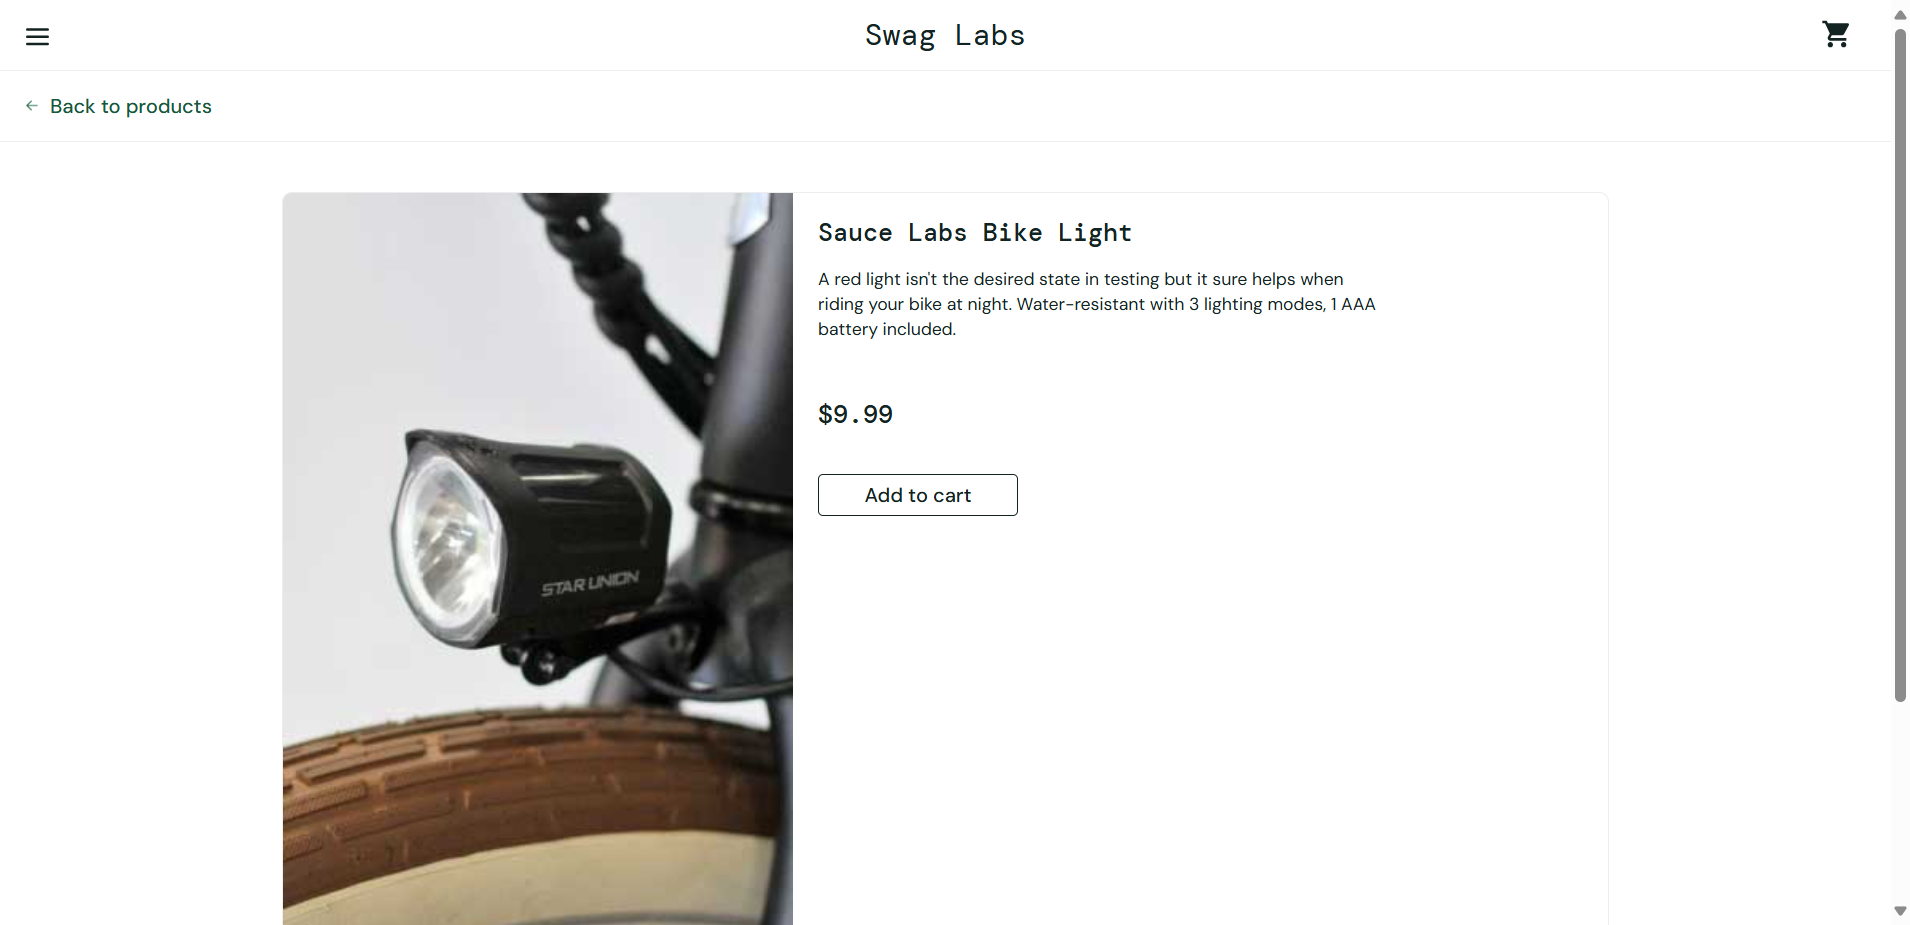 Swag Labs
Back to products
Sauce Labs Bike Light
A red light isn't the desired state in testing but it sure helps when
riding your bike at night. Water-resistant with 3 lighting modes, 1 AAA
battery included.
$9.99
Add to cart
STAR UNION